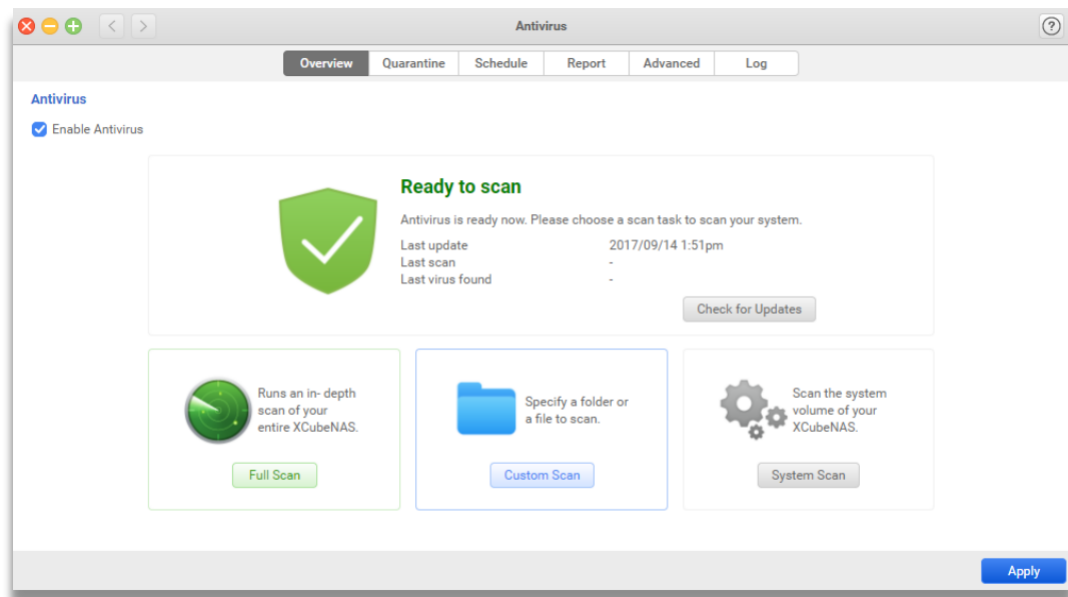 Antivirus
?
Overview Quarantine Schedule Report Advanced Log
Antivirus
Enable Antivirus
Ready to scan
Antivirus is ready now. Please choose a scan task to scan your system.
Last update 2017/09/14 1:51pm
Last scan -
Last virus found -
Check for Updates
Runs an in- depth
scan of your
entire XCubeNAS.
Full Scan
Specify a folder or
a file to scan.
Custom Scan
Scan the system
volume of your
XCubeNAS.
System Scan
Apply